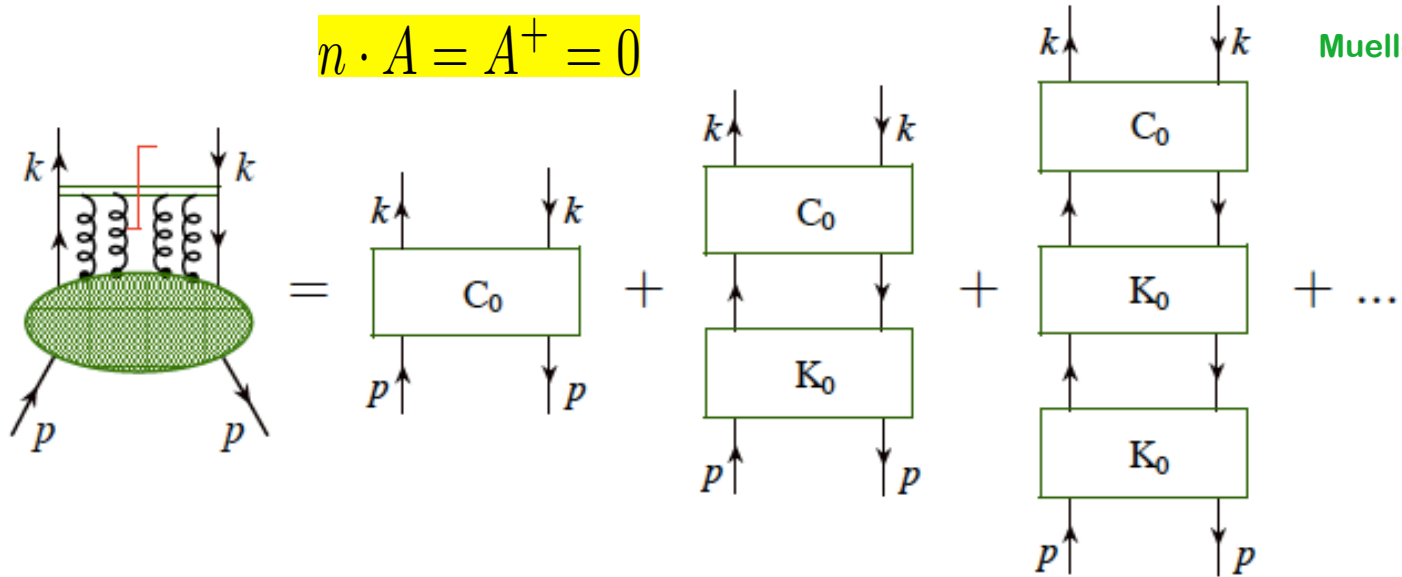 n · A = A⁺ = 0
Muell
k k
p p
=
k k
C₀
p p
+
k k
C₀
K₀
p p
+
k k
C₀
K₀
K₀
p p
+ ...